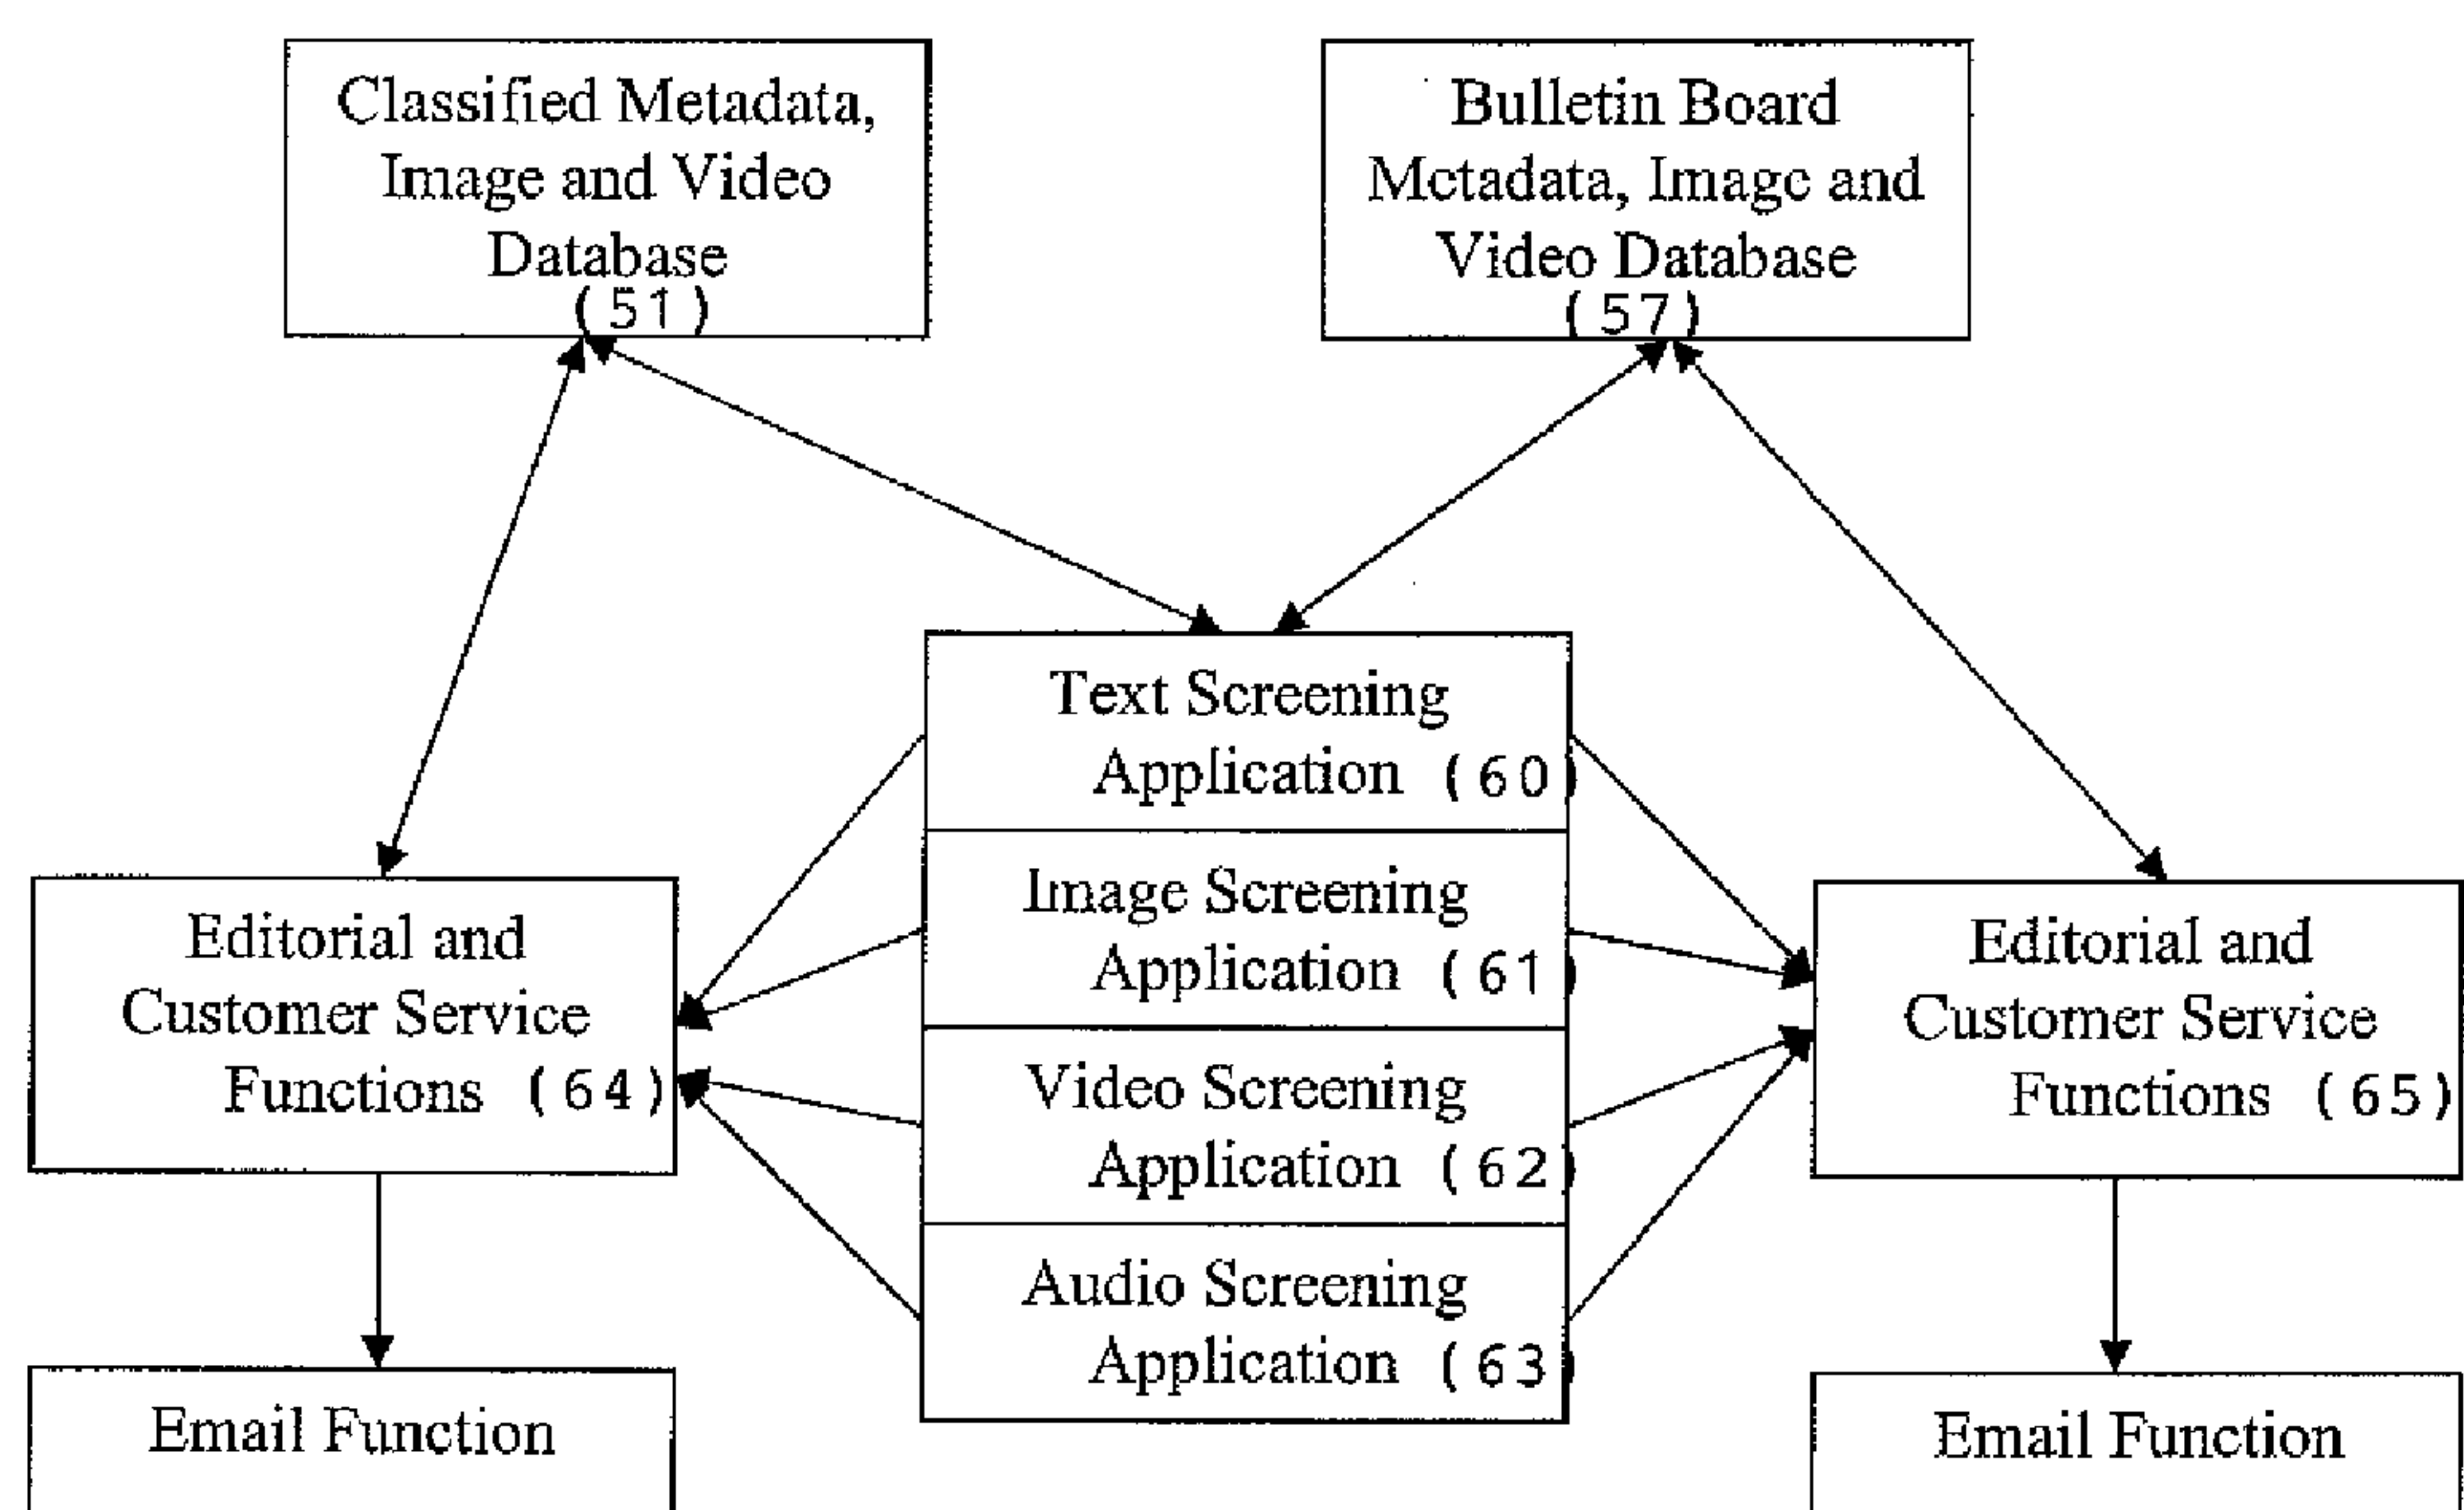 Classified Metadata,
Image and Video
Database
(51)
Bulletin Board
Metadata, Image and
Video Database
(57)
Text Screening
Application (60)
Image Screening
Application (61)
Video Screening
Application (62)
Audio Screening
Application (63)
Editorial and
Customer Service
Functions (64)
Editorial and
Customer Service
Functions (65)
Email Function
Email Function